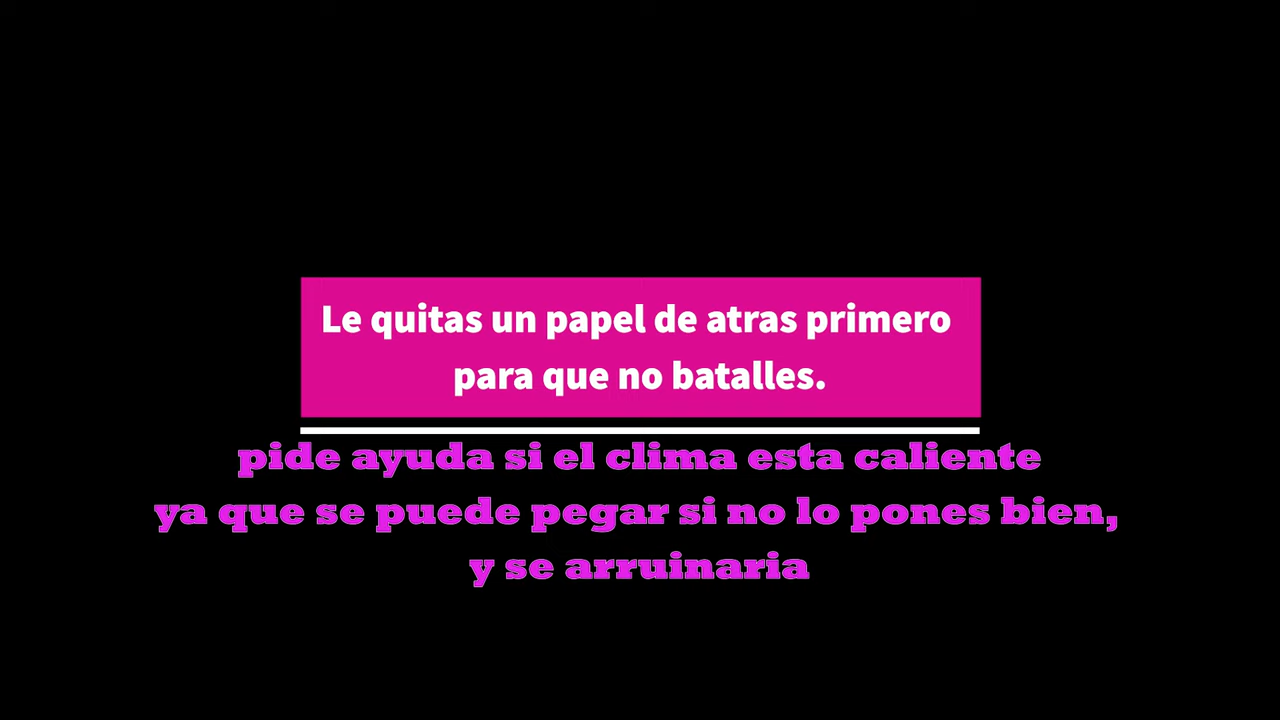 Le quitas un papel de atras primero
para que no batalles.
pide ayuda si el clima esta caliente
ya que se puede pegar si no lo pones bien,
y se arruinaria